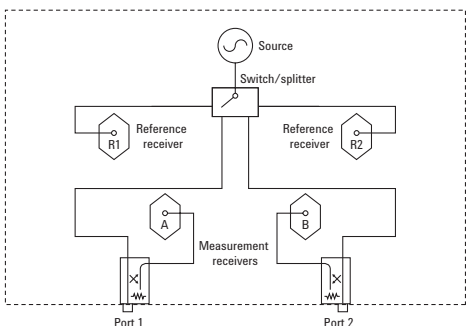 Source
Switch/splitter
Reference
receiver
R1
Reference
receiver
R2
A
B
Measurement
receivers
Port 1
Port 2